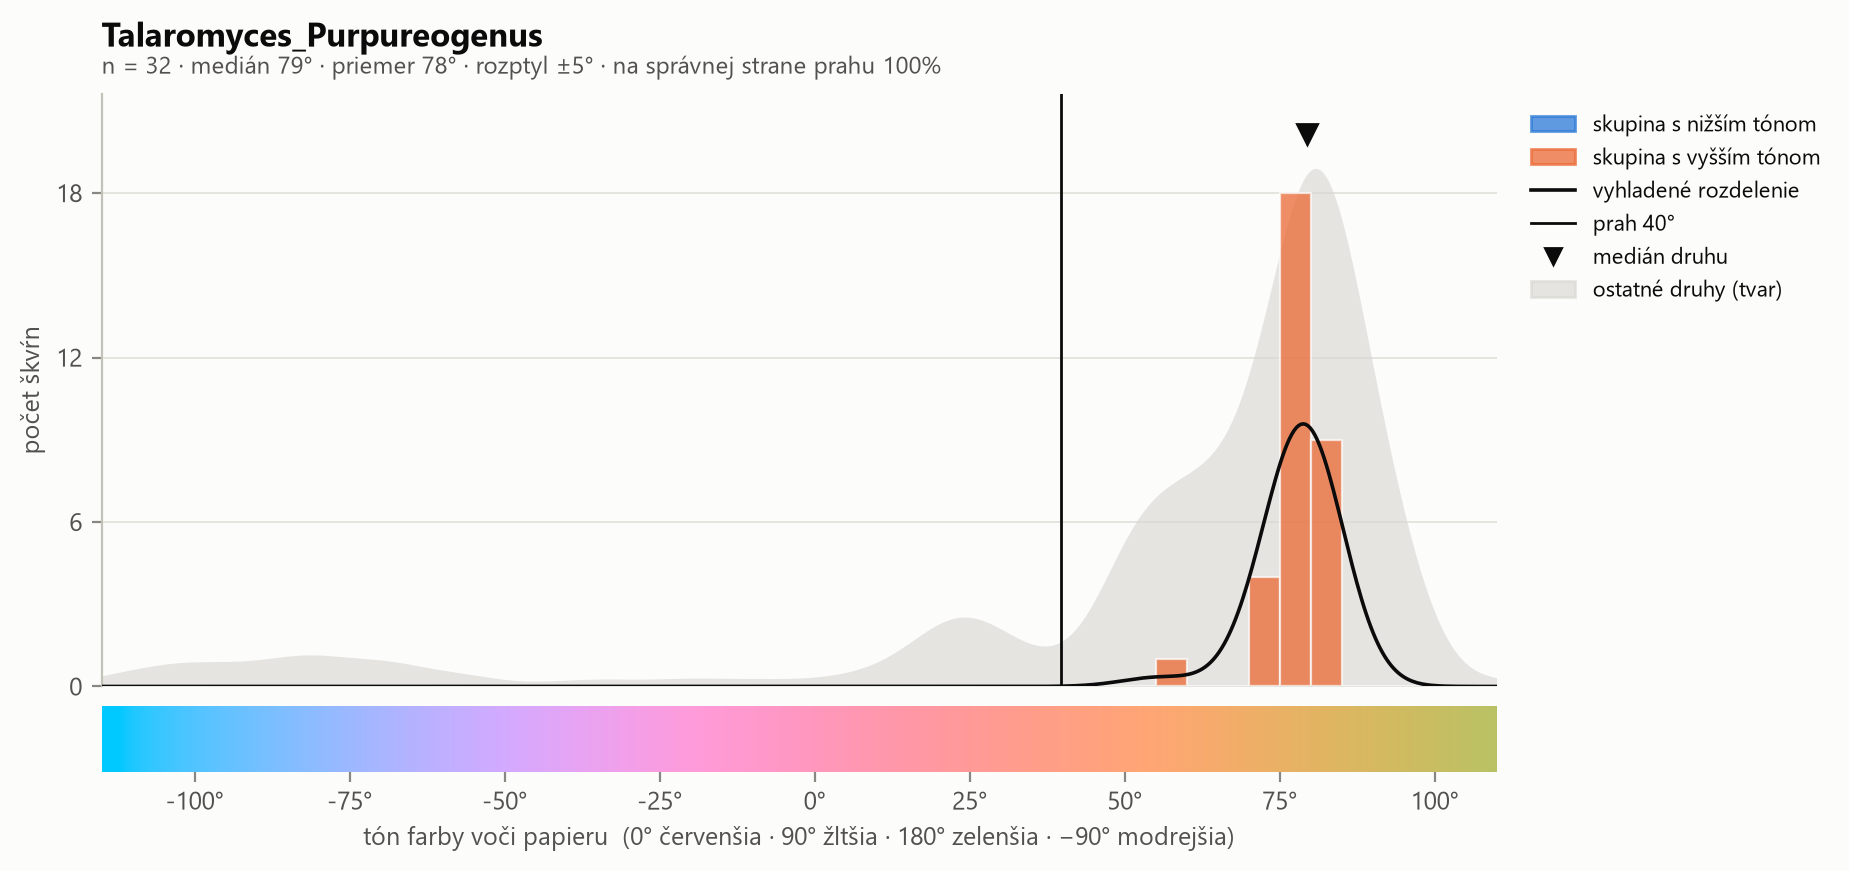 Talaromyces_Purpureogenus
n = 32 · medián 79° · priemer 78° · rozptyl ±5° · na správnej strane prahu 100%
skupina s nižším tónom
skupina s vyšším tónom
vyhladené rozdelenie
prah 40°
medián druhu
ostatné druhy (tvar)
počet škvŕn
18
12
6
0
-100° -75° -50° -25° 0° 25° 50° 75° 100°
tón farby voči papieru (0° červenšia · 90° žltšia · 180° zelenšia · −90° modrejšia)